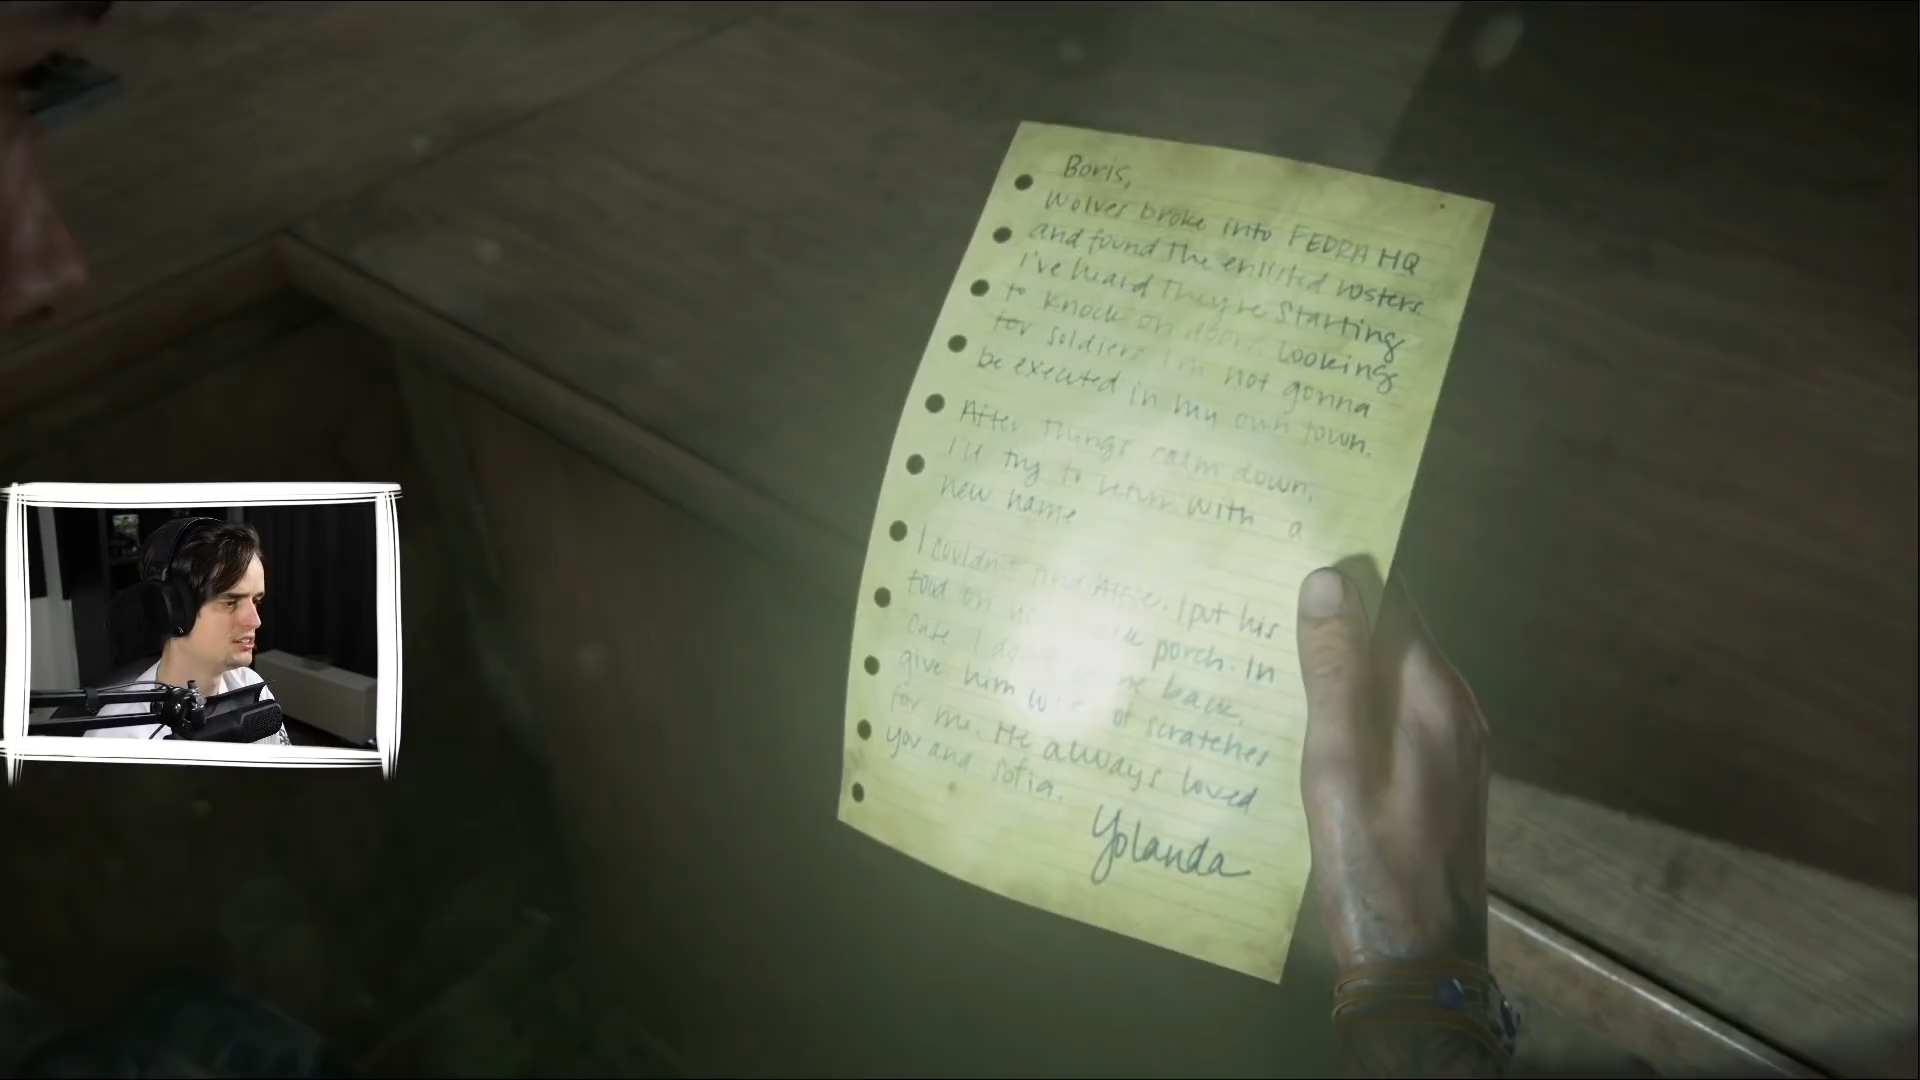 Boris,
Wolves broke into FEDRA HQ
and found the enlisted rosters.
I've heard they're starting
to knock on doors looking
for soldiers. I'm not gonna
be executed in my own town.
After things calm down,
I'll try to return with a
new name
I couldn't find . I put his
food on porch. In
case I back,
give him of scratches
for me. He always loved
you and Sofia.
Yolanda